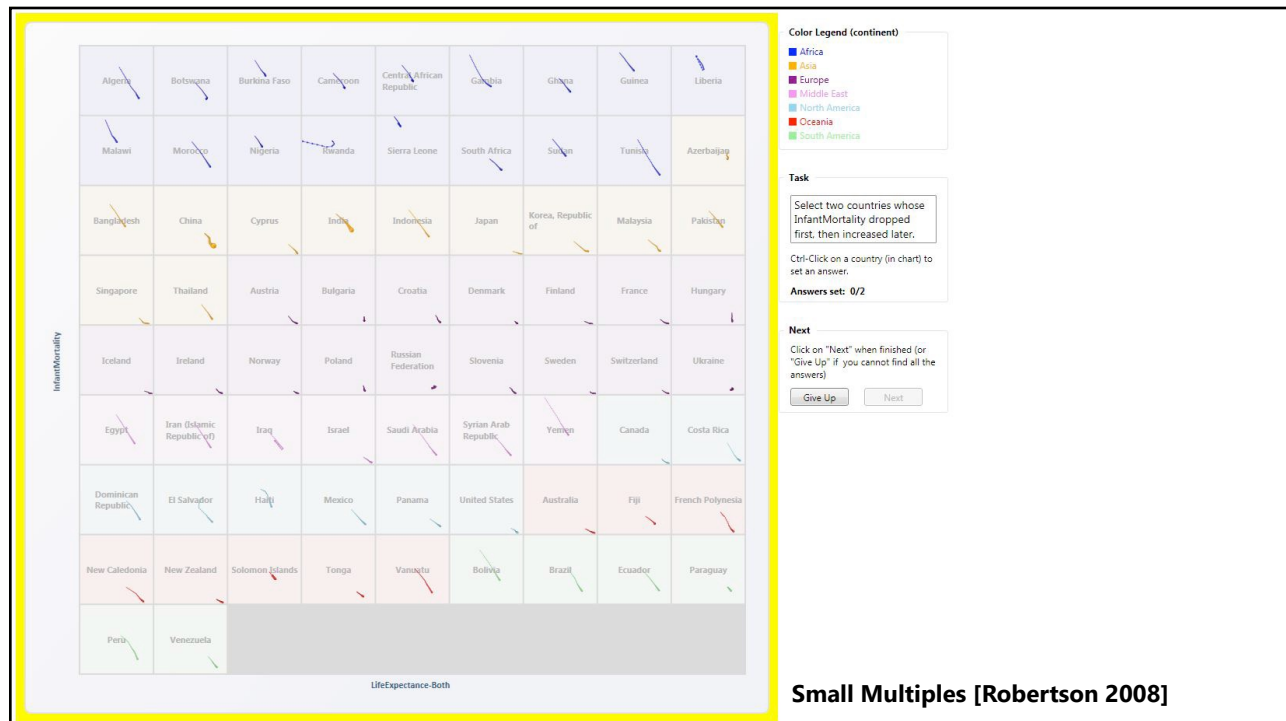 Algeria
Botswana
Burkina Faso
Cameroon
Central African
Republic
Gambia
Ghana
Guinea
Liberia
Malawi
Morocco
Nigeria
Rwanda
Sierra Leone
South Africa
Sudan
Tunisia
Azerbaijan
Bangladesh
China
Cyprus
India
Indonesia
Japan
Korea, Republic
of
Malaysia
Pakistan
Singapore
Thailand
Austria
Bulgaria
Croatia
Denmark
Finland
France
Hungary
Iceland
Ireland
Norway
Poland
Russian
Federation
Slovenia
Sweden
Switzerland
Ukraine
Egypt
Iran (Islamic
Republic of)
Iraq
Israel
Saudi Arabia
Syrian Arab
Republic
Yemen
Canada
Costa Rica
Dominican
Republic
El Salvador
Haiti
Mexico
Panama
United States
Australia
Fiji
French Polynesia
New Caledonia
New Zealand
Solomon Islands
Tonga
Vanuatu
Bolivia
Brazil
Ecuador
Paraguay
Perù
Venezuela
InfantMortality
LifeExpectance-Both
Color Legend (continent)
Africa
Asia
Europe
Middle East
North America
Oceania
South America
Task
Select two countries whose
InfantMortality dropped
first, then increased later.
Ctrl-Click on a country (in chart) to
set an answer.
Answers set: 0/2
Next
Click on "Next" when finished (or
"Give Up" if you cannot find all the
answers)
Give Up
Next
Small Multiples [Robertson 2008]